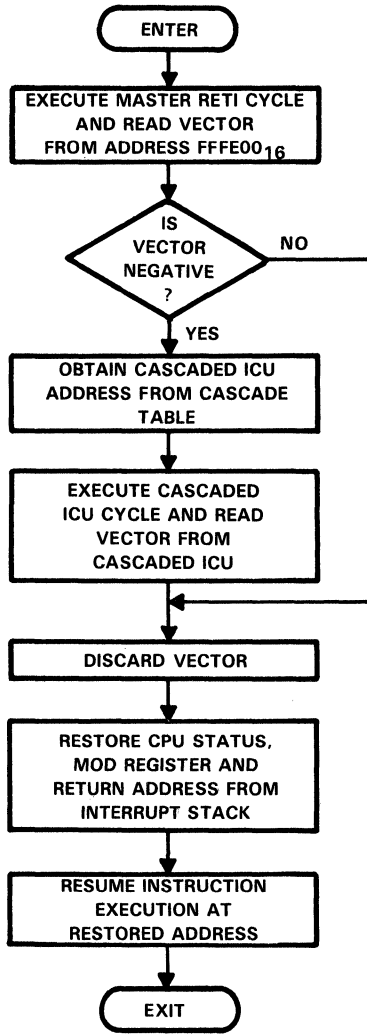 ENTER
EXECUTE MASTER RETI CYCLE
AND READ VECTOR
FROM ADDRESS FFFE00₁₆
IS
VECTOR
NEGATIVE
?
NO
YES
OBTAIN CASCADED ICU
ADDRESS FROM CASCADE
TABLE
EXECUTE CASCADED
ICU CYCLE AND READ
VECTOR FROM
CASCADED ICU
DISCARD VECTOR
RESTORE CPU STATUS,
MOD REGISTER AND
RETURN ADDRESS FROM
INTERRUPT STACK
RESUME INSTRUCTION
EXECUTION AT
RESTORED ADDRESS
EXIT